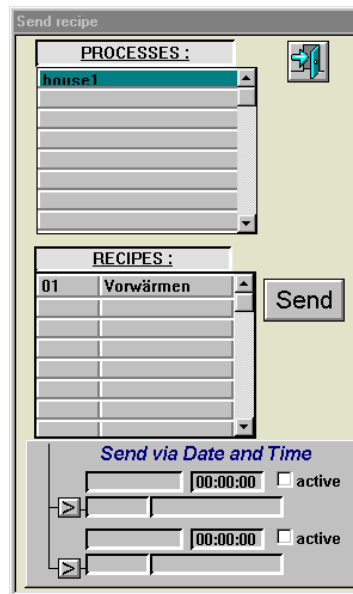 Send recipe
PROCESSES :
house1
RECIPES :
01 Vorwärmen
Send
Send via Date and Time
00:00:00 active
>
00:00:00 active
>